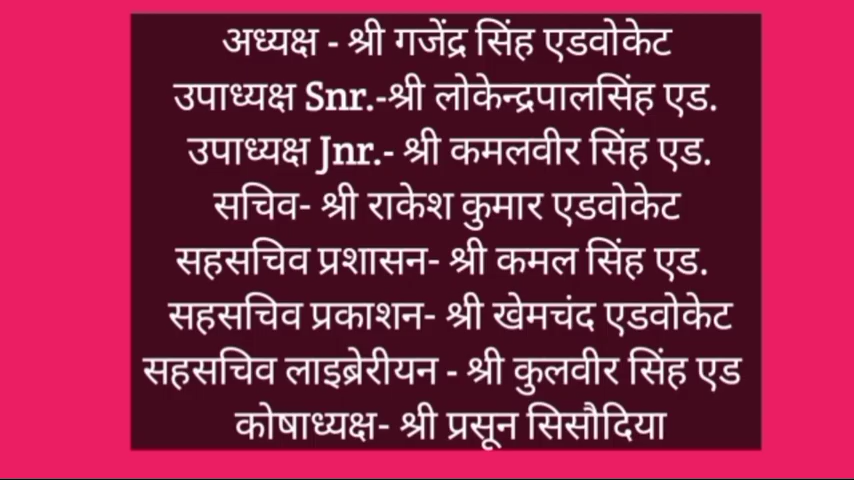 अध्यक्ष - श्री गजेंद्र सिंह एडवोकेट
उपाध्यक्ष Snr.-श्री लोकेन्द्रपालसिंह एड.
उपाध्यक्ष Jnr.- श्री कमलवीर सिंह एड.
सचिव- श्री राकेश कुमार एडवोकेट
सहसचिव प्रशासन- श्री कमल सिंह एड.
सहसचिव प्रकाशन- श्री खेमचंद एडवोकेट
सहसचिव लाइब्रेरीयन - श्री कुलवीर सिंह एड
कोषाध्यक्ष- श्री प्रसून सिसौदिया